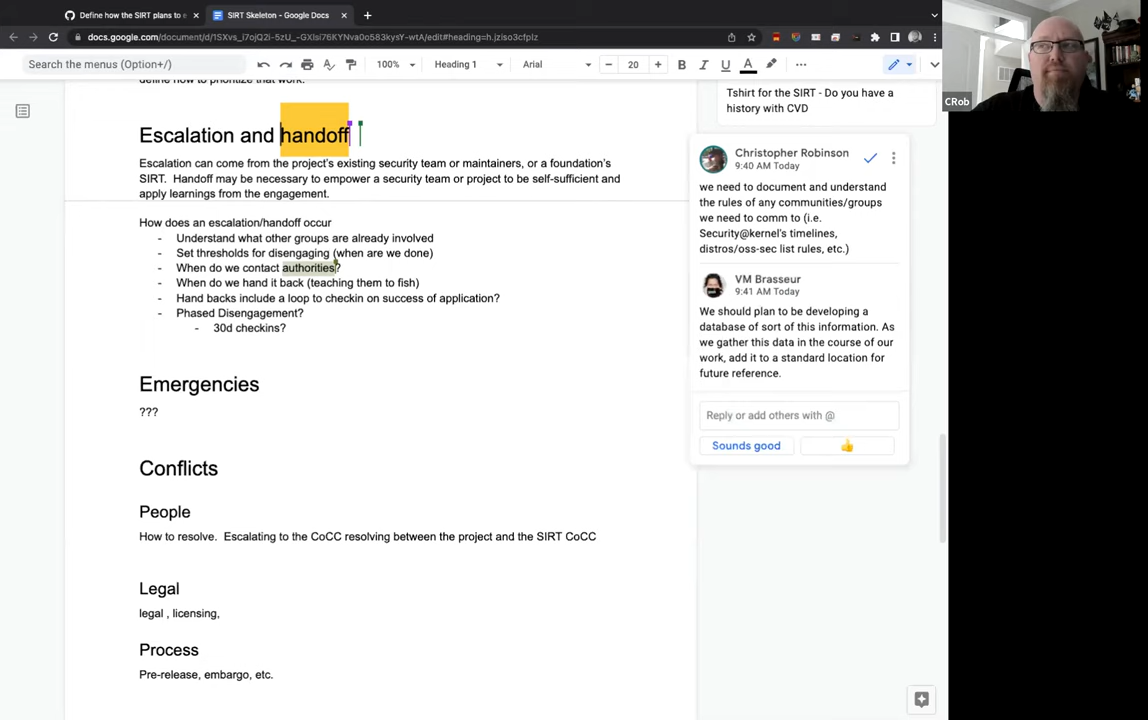 Define how the SIRT plans to e
SIRT Skeleton - Google Docs
docs.google.com/document/d/1SXvs_i7ojQ2i-5zU_-GXIsi76KYNva0o583kysY-wtA/edit#heading=h.jziso3cfplz
Search the menus (Option+/)
100%
Heading 1
Arial
20
B I U A
define how to prioritize that work.
Escalation and handoff
Escalation can come from the project's existing security team or maintainers, or a foundation's
SIRT. Handoff may be necessary to empower a security team or project to be self-sufficient and
apply learnings from the engagement.
How does an escalation/handoff occur
- Understand what other groups are already involved
- Set thresholds for disengaging (when are we done)
- When do we contact authorities?
- When do we hand it back (teaching them to fish)
- Hand backs include a loop to checkin on success of application?
- Phased Disengagement?
- 30d checkins?
Emergencies
???
Conflicts
People
How to resolve. Escalating to the CoCC resolving between the project and the SIRT CoCC
Legal
legal , licensing,
Process
Pre-release, embargo, etc.
Tshirt for the SIRT - Do you have a
history with CVD
Christopher Robinson
9:40 AM Today
we need to document and understand
the rules of any communities/groups
we need to comm to (i.e.
Security@kernel's timelines,
distros/oss-sec list rules, etc.)
VM Brasseur
9:41 AM Today
We should plan to be developing a
database of sort of this information. As
we gather this data in the course of our
work, add it to a standard location for
future reference.
Reply or add others with @
Sounds good
CRob